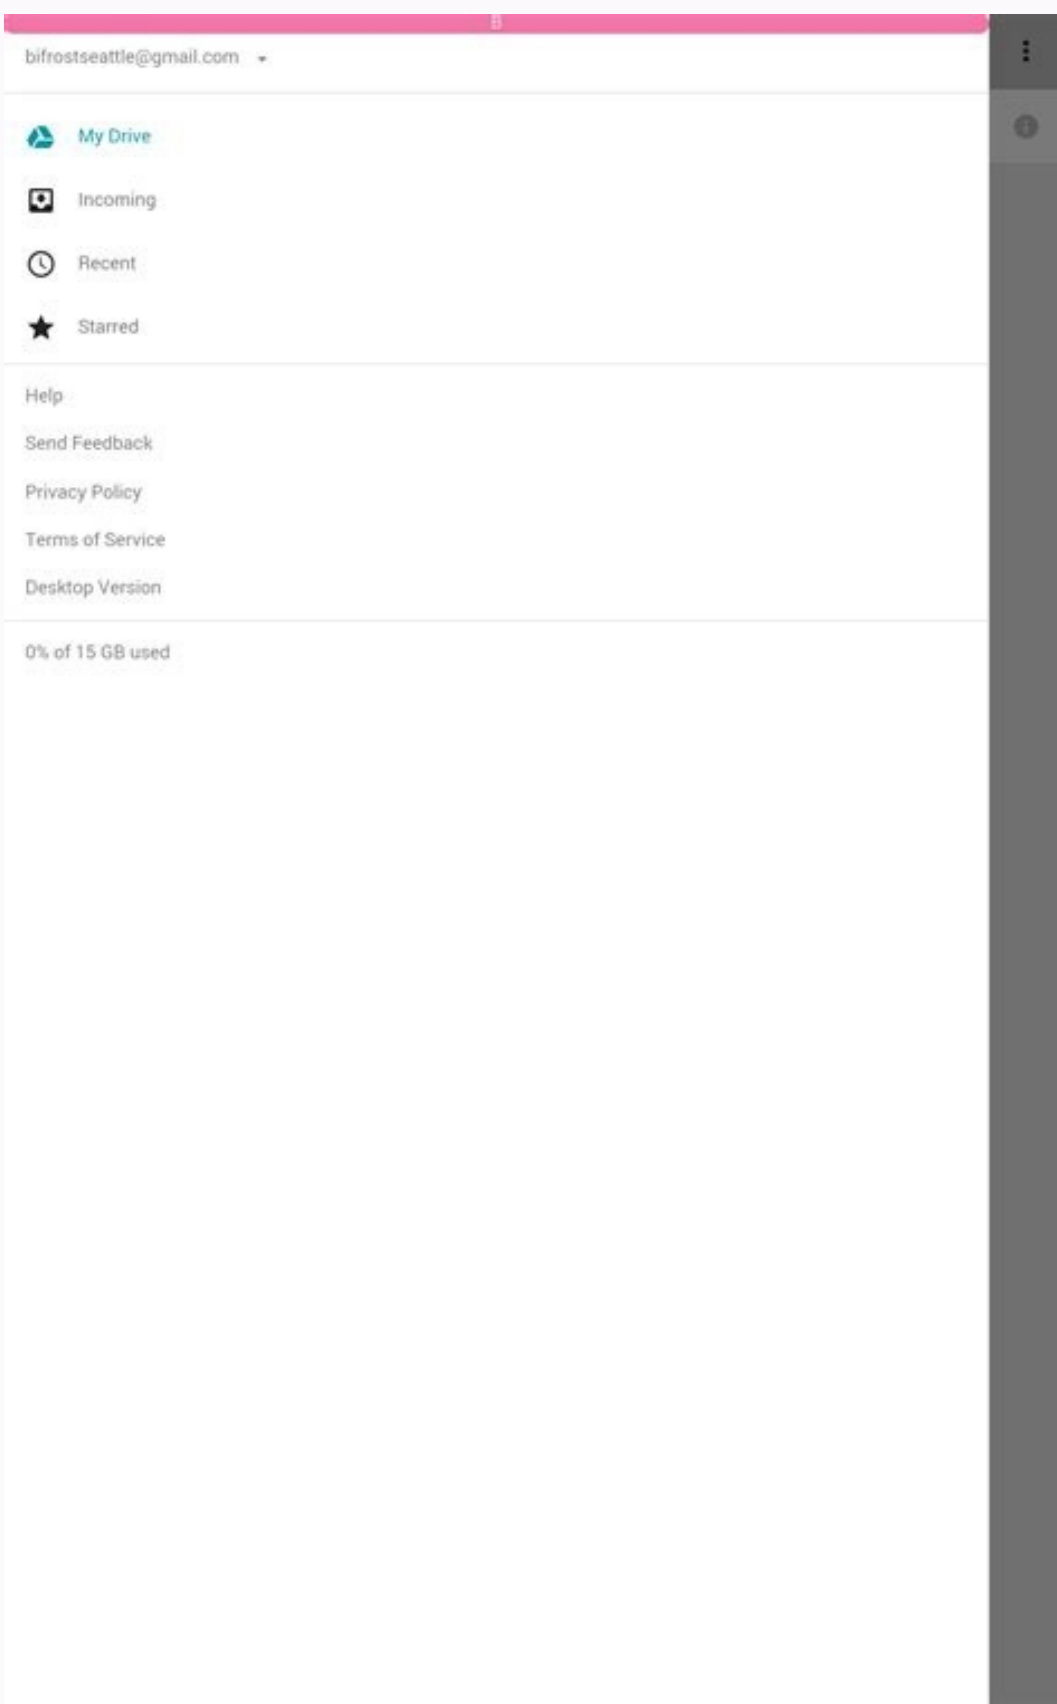 B
bifrostseattle@gmail.com
My Drive
Incoming
Recent
Starred
Help
Send Feedback
Privacy Policy
Terms of Service
Desktop Version
0% of 15 GB used